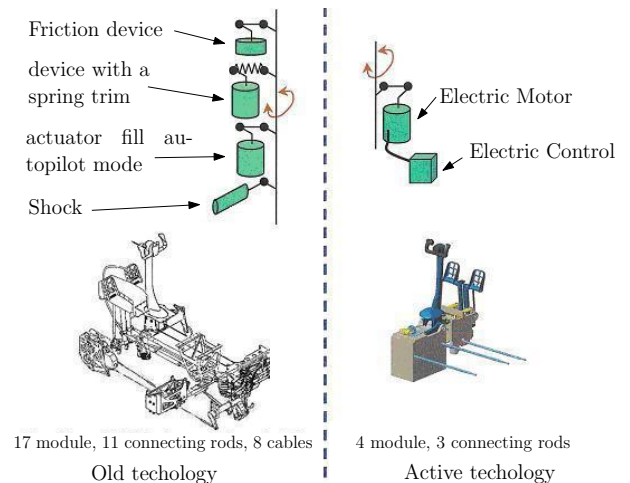 Friction device
device with a
spring trim
actuator fill au-
topilot mode
Shock
17 module, 11 connecting rods, 8 cables
Old techology
Electric Motor
Electric Control
4 module, 3 connecting rods
Active techology